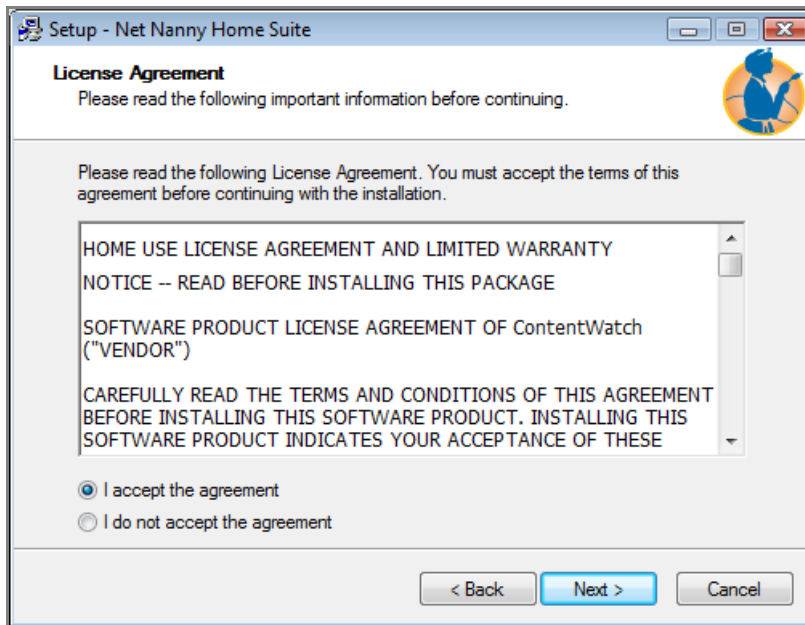 Setup - Net Nanny Home Suite
License Agreement
Please read the following important information before continuing.
Please read the following License Agreement. You must accept the terms of this
agreement before continuing with the installation.
HOME USE LICENSE AGREEMENT AND LIMITED WARRANTY
NOTICE -- READ BEFORE INSTALLING THIS PACKAGE
SOFTWARE PRODUCT LICENSE AGREEMENT OF ContentWatch
("VENDOR")
CAREFULLY READ THE TERMS AND CONDITIONS OF THIS AGREEMENT
BEFORE INSTALLING THIS SOFTWARE PRODUCT. INSTALLING THIS
SOFTWARE PRODUCT INDICATES YOUR ACCEPTANCE OF THESE
I accept the agreement
I do not accept the agreement
< Back
Next >
Cancel